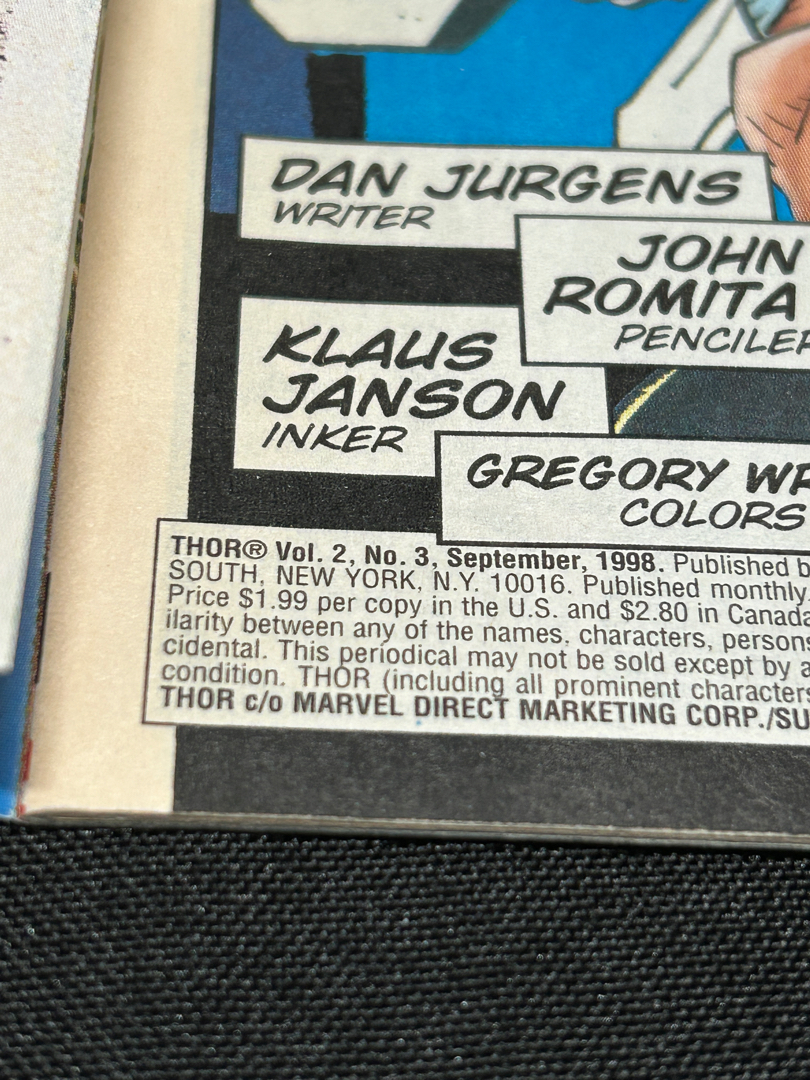 DAN JURGENS
WRITER
JOHN
ROMITA
PENCILER
KLAUS
JANSON
INKER
GREGORY WR
COLORS
THOR® Vol. 2, No. 3, September, 1998. Published b
SOUTH, NEW YORK, N.Y. 10016. Published monthly.
Price $1.99 per copy in the U.S. and $2.80 in Canada
ilarity between any of the names, characters, persons
cidental. This periodical may not be sold except by a
condition. THOR (including all prominent characters
THOR c/o MARVEL DIRECT MARKETING CORP./SU